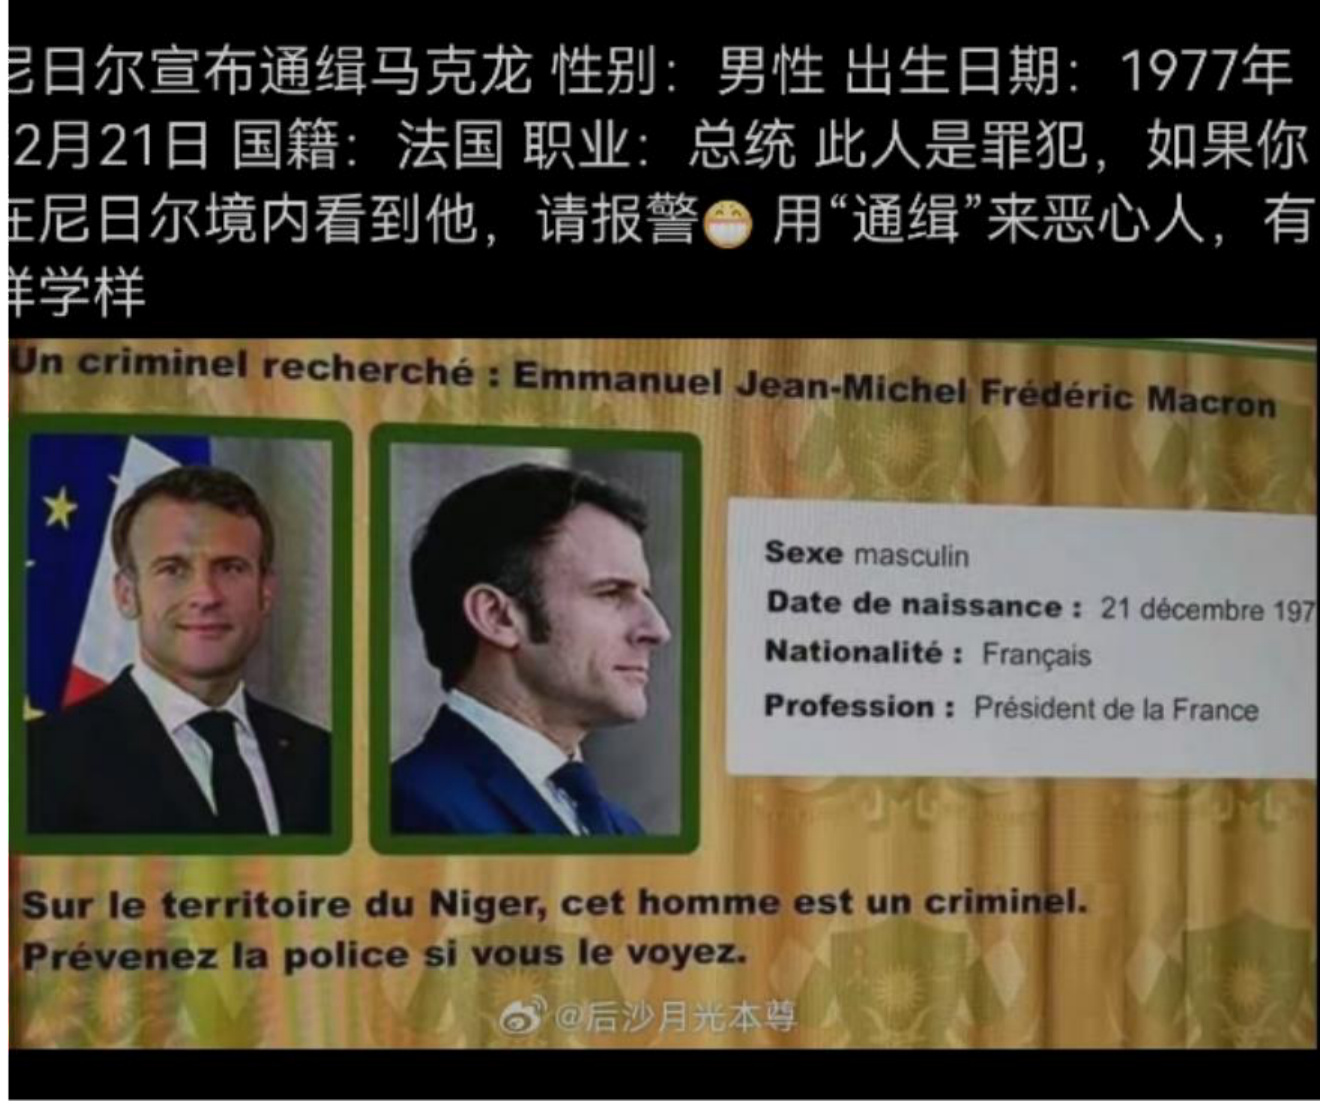 尼日尔宣布通缉马克龙 性别：男性 出生日期：1977年
2月21日 国籍：法国 职业：总统 此人是罪犯，如果你
在尼日尔境内看到他，请报警😁 用“通缉”来恶心人，有
样学样
Un criminel recherché : Emmanuel Jean-Michel Frédéric Macron
Sexe masculin
Date de naissance : 21 décembre 197
Nationalité : Français
Profession : Président de la France
Sur le territoire du Niger, cet homme est un criminel.
Prévenez la police si vous le voyez.
@后沙月光本尊